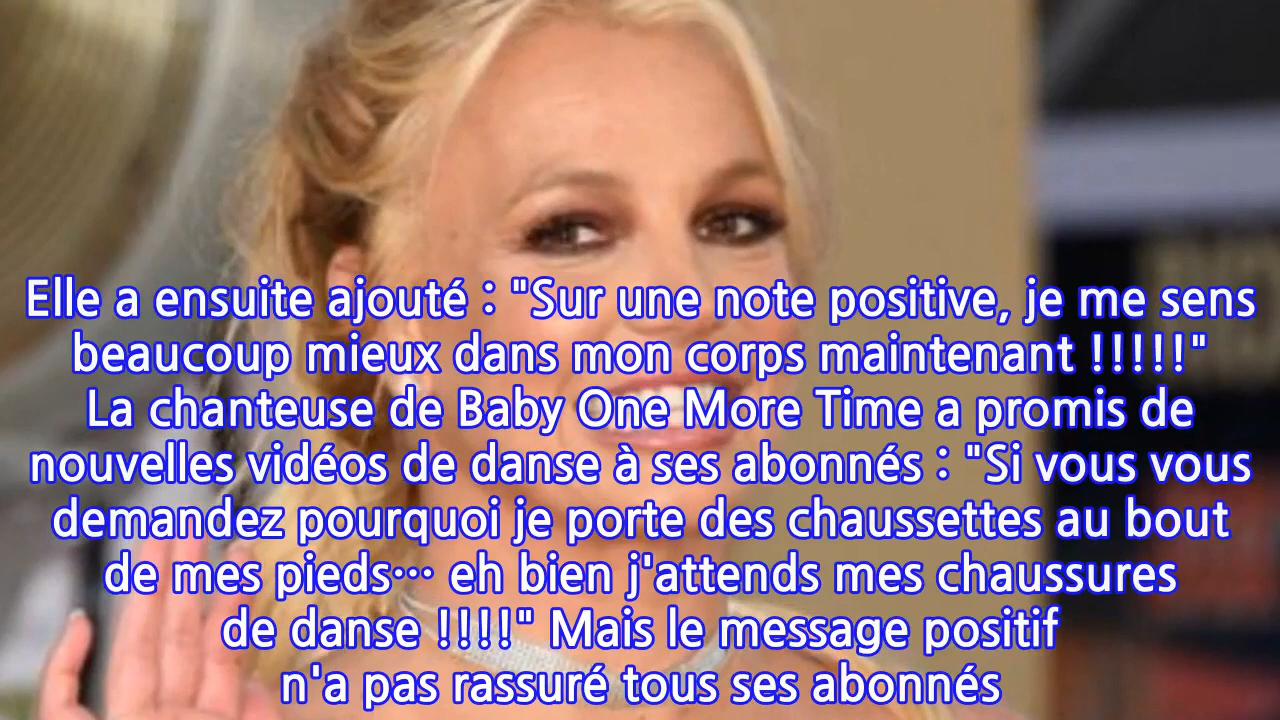 Elle a ensuite ajouté : "Sur une note positive, je me sens
beaucoup mieux dans mon corps maintenant !!!!!"
La chanteuse de Baby One More Time a promis de
nouvelles vidéos de danse à ses abonnés : "Si vous vous
demandez pourquoi je porte des chaussettes au bout
de mes pieds··· eh bien j'attends mes chaussures
de danse !!!!" Mais le message positif
n'a pas rassuré tous ses abonnés